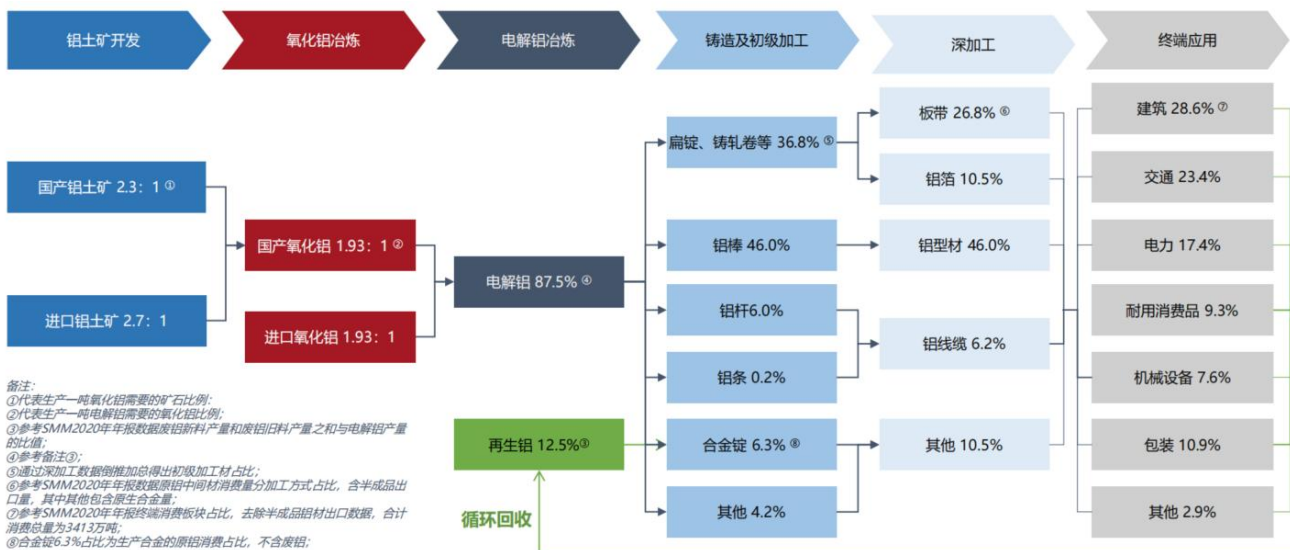 铝土矿开发
氧化铝冶炼
电解铝冶炼
铸造及初级加工
深加工
终端应用
国产铝土矿 2.3：1 ①
进口铝土矿 2.7：1
国产氧化铝 1.93：1 ②
进口氧化铝 1.93：1
电解铝 87.5% ④
再生铝 12.5%③
循环回收
扁锭、铸轧卷等 36.8% ⑤
铝棒 46.0%
铝杆6.0%
铝条 0.2%
合金锭 6.3% ⑧
其他 4.2%
板带 26.8% ⑥
铝箔 10.5%
铝型材 46.0%
铝线缆 6.2%
其他 10.5%
建筑 28.6% ⑦
交通 23.4%
电力 17.4%
耐用消费品 9.3%
机械设备 7.6%
包装 10.9%
其他 2.9%
备注：
①代表生产一吨氧化铝需要的矿石比例；
②代表生产一吨电解铝需要的氧化铝比例；
③参考SMM2020年年报数据废铝新料产量和废铝旧料产量之和与电解铝产量
的比值；
④参考备注③；
⑤通过深加工数据倒推加总得出初级加工材占比；
⑥参考SMM2020年年报数据原铝中间材消费量分加工方式占比，含半成品出
口量，其中其他包含原生合金量；
⑦参考SMM2020年年报终端消费板块占比，去除半成品铝材出口数据，合计
消费总量为3413万吨；
⑧合金锭6.3%占比为生产合金的原铝消费占比，不含废铝；